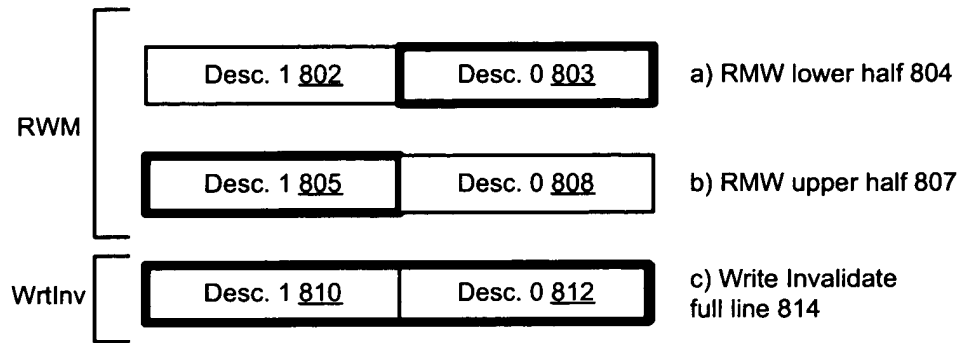 Desc. 1 802 Desc. 0 803 a) RMW lower half 804
RWM
Desc. 1 805 Desc. 0 808 b) RMW upper half 807
WrtInv Desc. 1 810 Desc. 0 812 c) Write Invalidate
full line 814